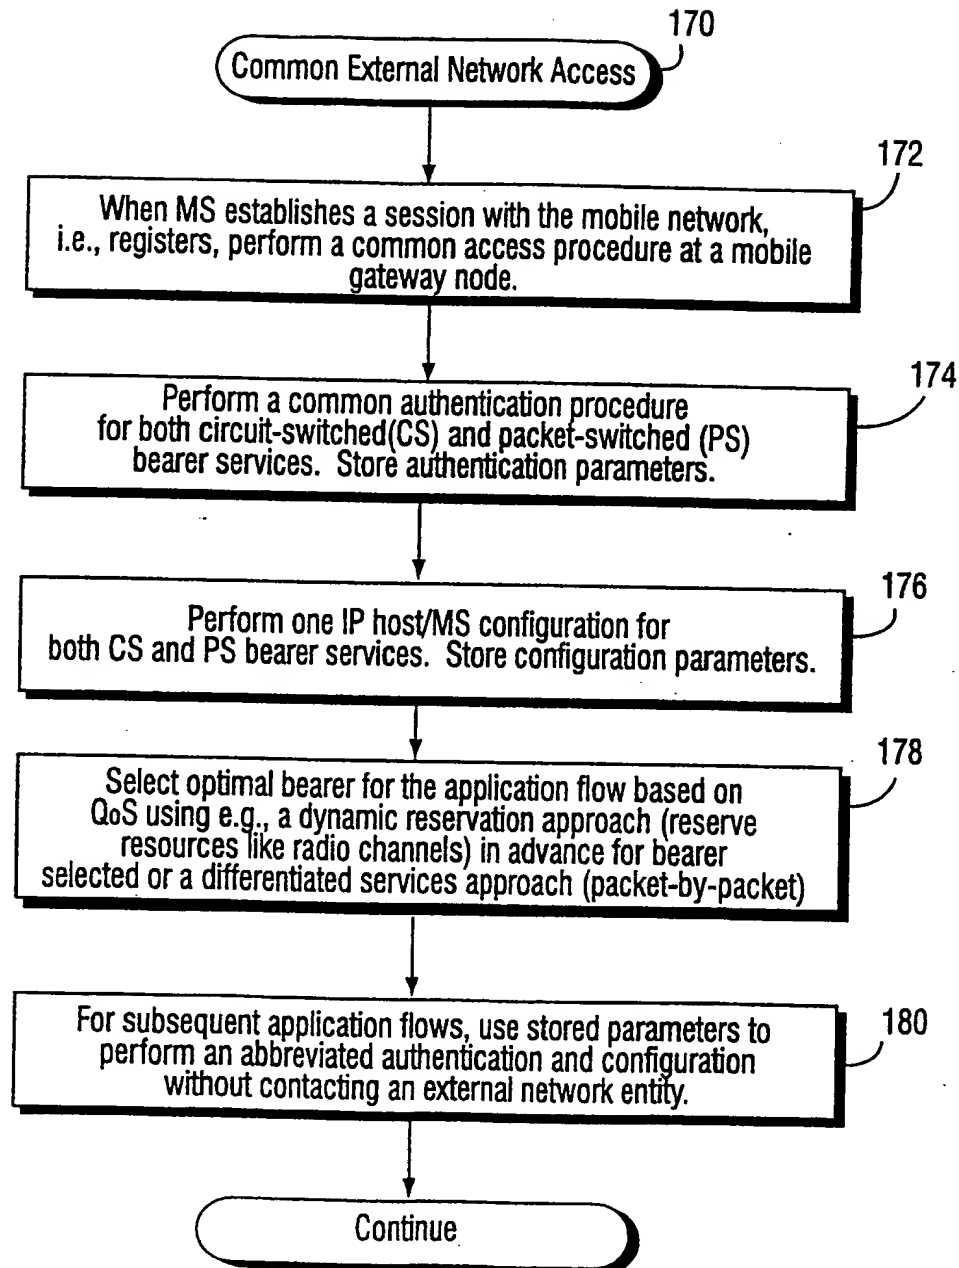 170
Common External Network Access
172
When MS establishes a session with the mobile network,
i.e., registers, perform a common access procedure at a mobile
gateway node.
174
Perform a common authentication procedure
for both circuit-switched(CS) and packet-switched (PS)
bearer services. Store authentication parameters.
176
Perform one IP host/MS configuration for
both CS and PS bearer services. Store configuration parameters.
178
Select optimal bearer for the application flow based on
QoS using e.g., a dynamic reservation approach (reserve
resources like radio channels) in advance for bearer
selected or a differentiated services approach (packet-by-packet)
180
For subsequent application flows, use stored parameters to
perform an abbreviated authentication and configuration
without contacting an external network entity.
Continue